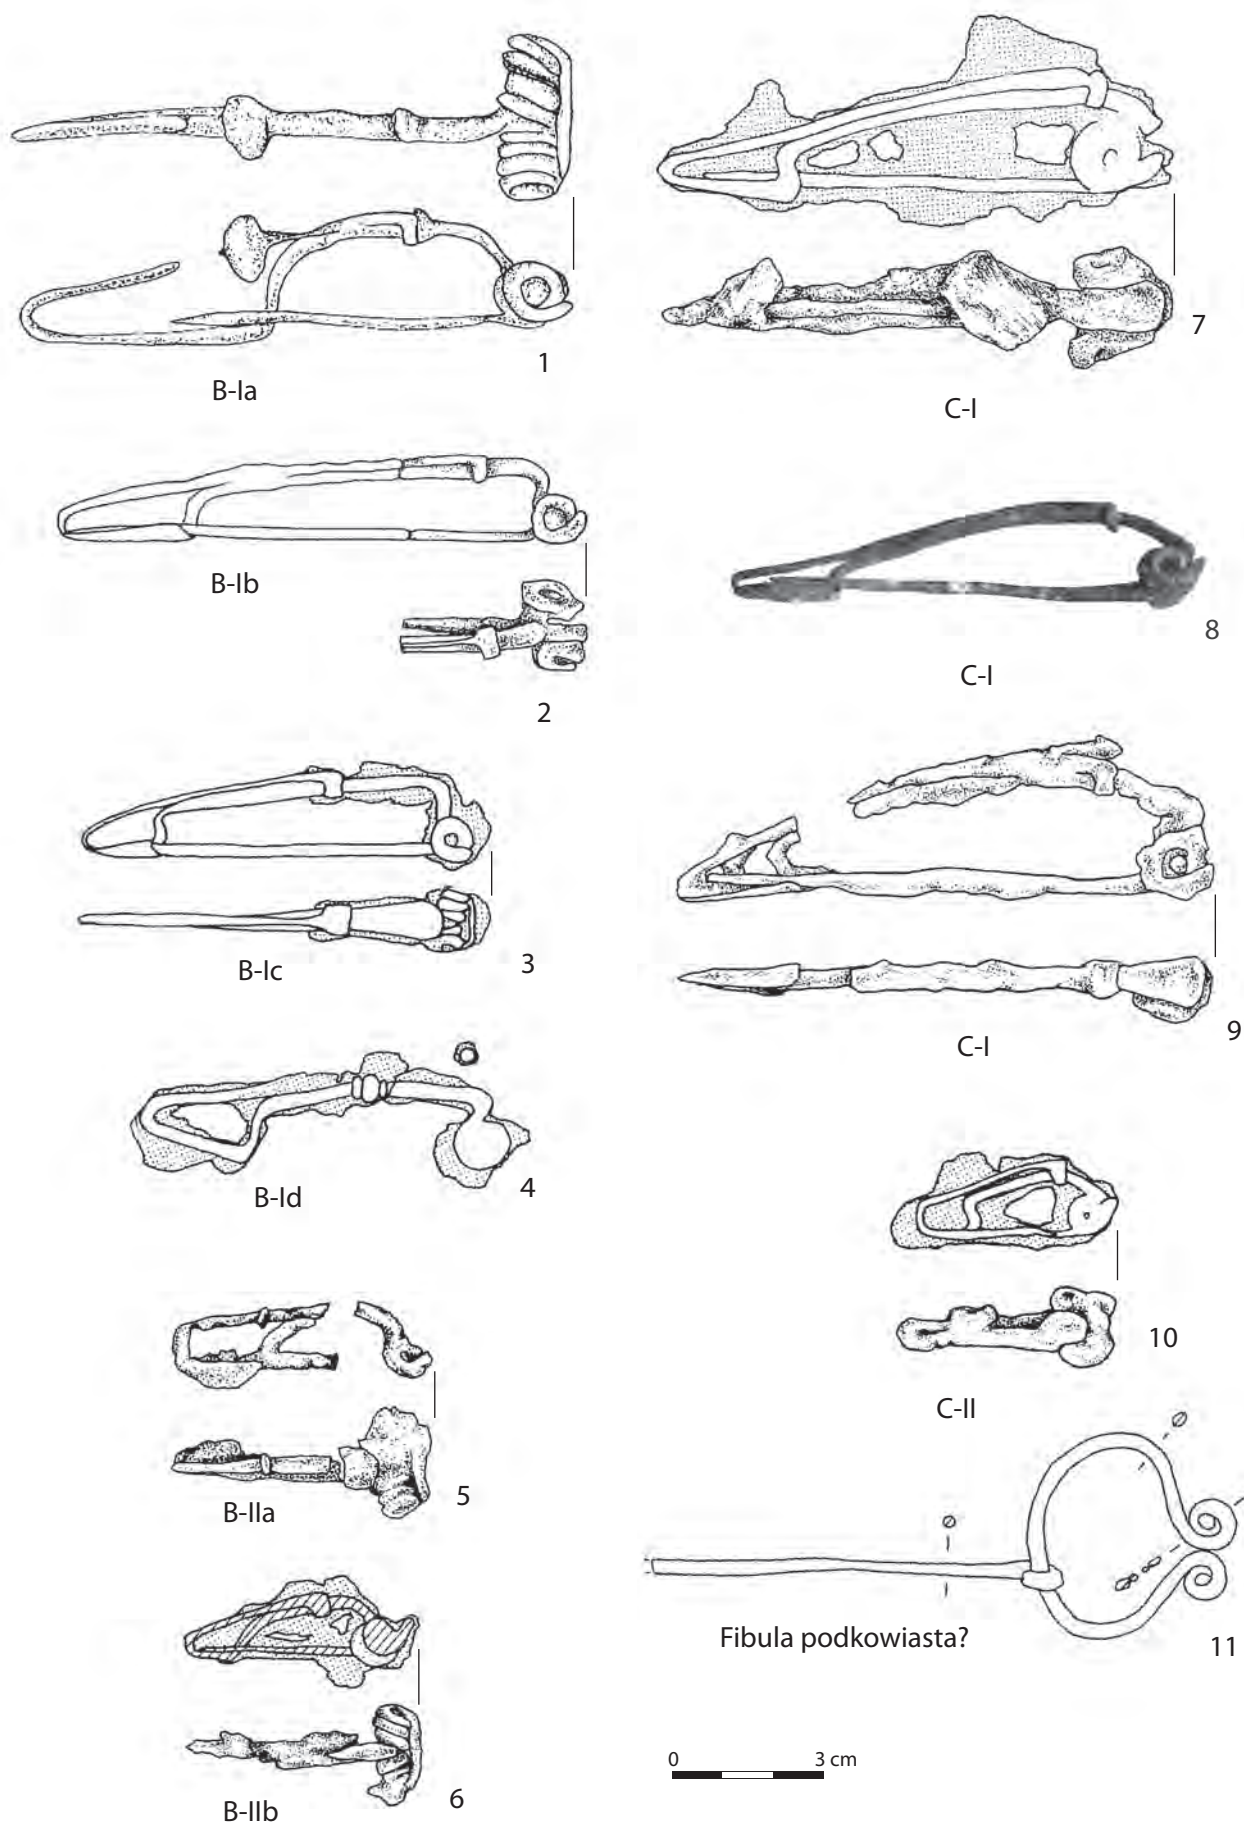 1
B-Ia
B-Ib
2
B-Ic
3
B-Id
4
B-IIa
5
B-IIb
6
7
C-I
8
C-I
9
C-I
10
C-II
Fibula podkowiasta?
11
0 3 cm